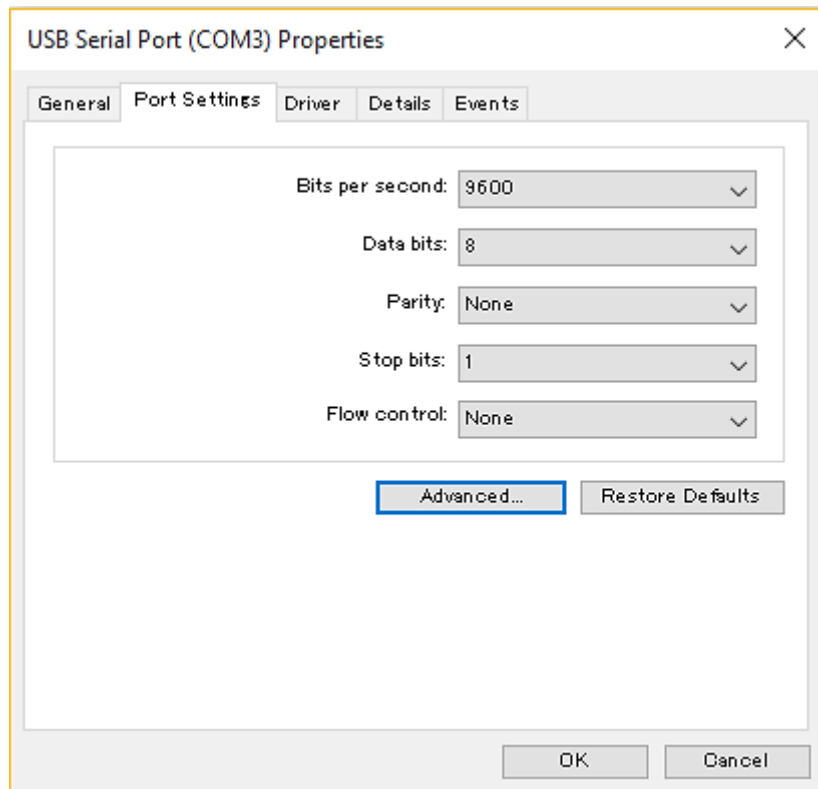 USB Serial Port (COM3) Properties
General Port Settings Driver Details Events
Bits per second: 9600
Data bits: 8
Parity: None
Stop bits: 1
Flow control: None
Advanced... Restore Defaults
OK Cancel